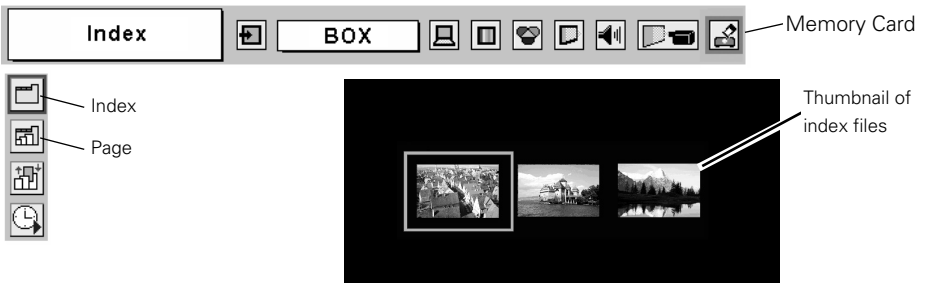 Index
BOX
Memory Card
Index
Page
Thumbnail of
index files